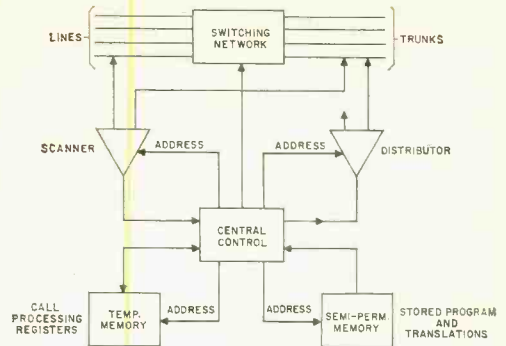 LINES
SWITCHING
NETWORK
TRUNKS
SCANNER
ADDRESS
ADDRESS
DISTRIBUTOR
CENTRAL
CONTROL
CALL
PROCESSING
REGISTERS
TEMP.
MEMORY
ADDRESS
ADDRESS
SEMI-PERM.
MEMORY
STORED PROGRAM
AND
TRANSLATIONS